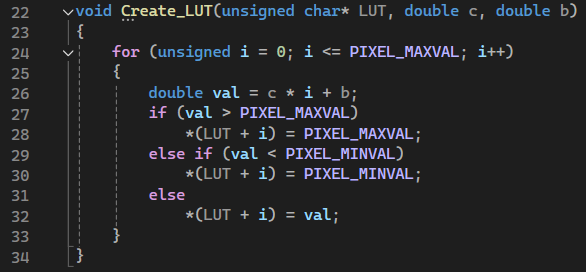 22 void Create_LUT(unsigned char* LUT, double c, double b)
23 {
24 for (unsigned i = 0; i <= PIXEL_MAXVAL; i++)
25 {
26 double val = c * i + b;
27 if (val > PIXEL_MAXVAL)
28 *(LUT + i) = PIXEL_MAXVAL;
29 else if (val < PIXEL_MINVAL)
30 *(LUT + i) = PIXEL_MINVAL;
31 else
32 *(LUT + i) = val;
33 }
34 }